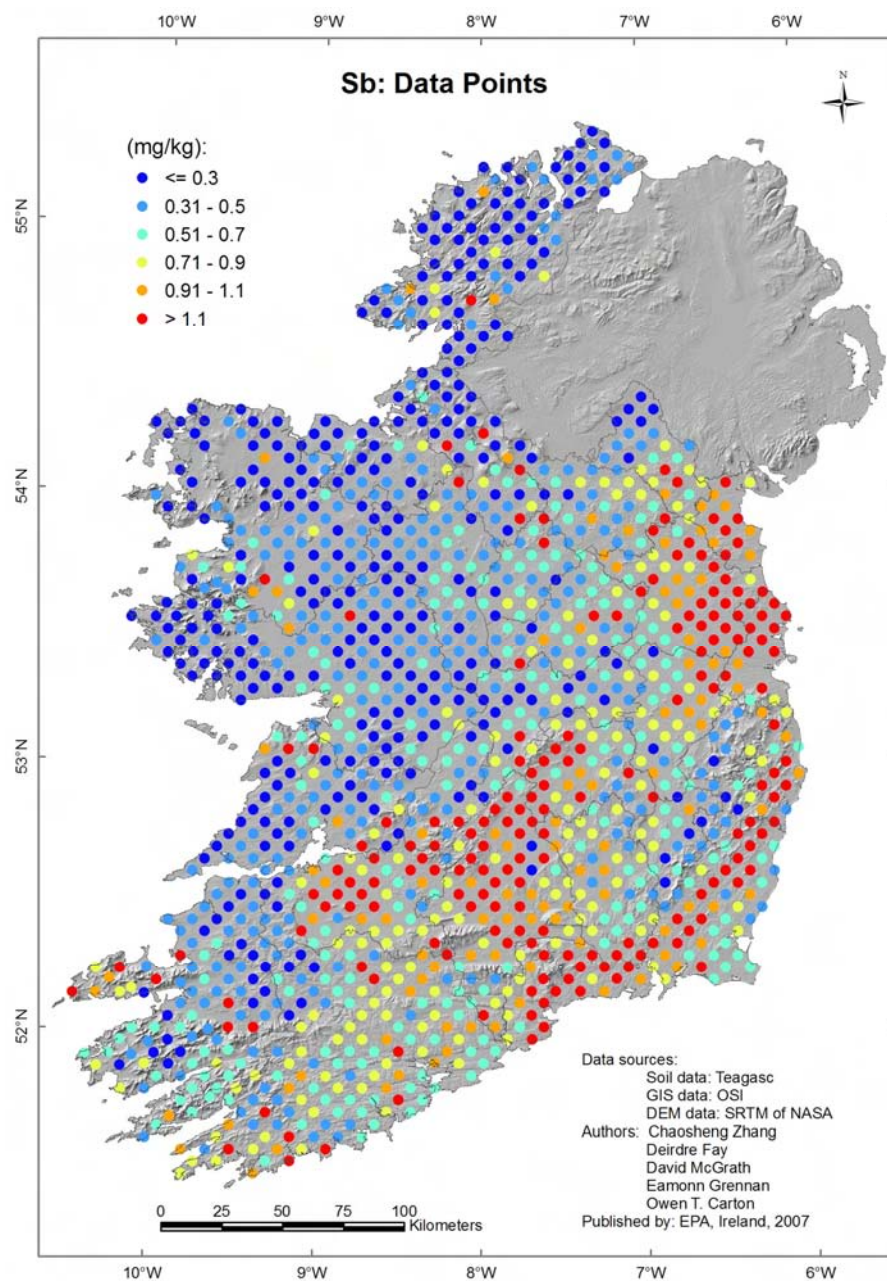 10°W 9°W 8°W 7°W 6°W
Sb: Data Points
N
(mg/kg):
<= 0.3
0.31 - 0.5
0.51 - 0.7
0.71 - 0.9
0.91 - 1.1
> 1.1
55°N
54°N
53°N
52°N
Data sources:
Soil data: Teagasc
GIS data: OSI
DEM data: SRTM of NASA
Authors: Chaosheng Zhang
Deirdre Fay
David McGrath
Eamonn Grennan
Owen T. Carton
Published by: EPA, Ireland, 2007
0 25 50 75 100
Kilometers
10°W 9°W 8°W 7°W 6°W